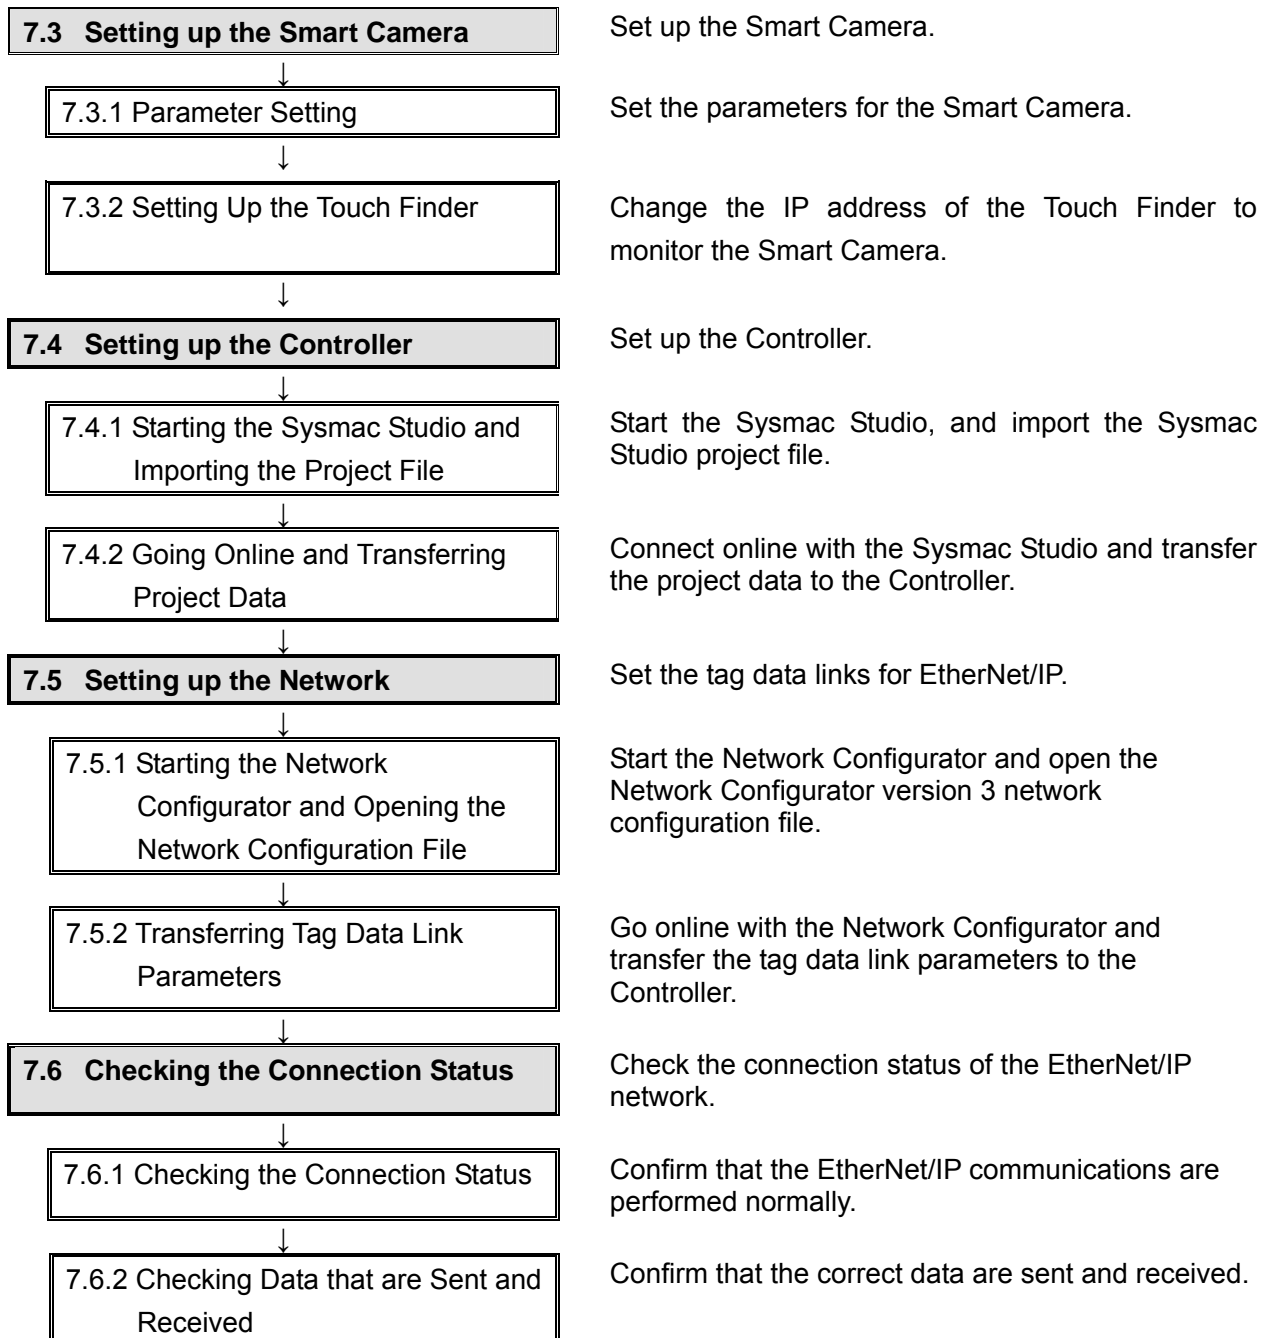 7.3 Setting up the Smart Camera
Set up the Smart Camera.
↓
7.3.1 Parameter Setting
Set the parameters for the Smart Camera.
↓
7.3.2 Setting Up the Touch Finder
Change the IP address of the Touch Finder to
monitor the Smart Camera.
↓
7.4 Setting up the Controller
Set up the Controller.
↓
7.4.1 Starting the Sysmac Studio and
Importing the Project File
Start the Sysmac Studio, and import the Sysmac
Studio project file.
↓
7.4.2 Going Online and Transferring
Project Data
Connect online with the Sysmac Studio and transfer
the project data to the Controller.
↓
7.5 Setting up the Network
Set the tag data links for EtherNet/IP.
↓
7.5.1 Starting the Network
Configurator and Opening the
Network Configuration File
Start the Network Configurator and open the
Network Configurator version 3 network
configuration file.
↓
7.5.2 Transferring Tag Data Link
Parameters
Go online with the Network Configurator and
transfer the tag data link parameters to the
Controller.
↓
7.6 Checking the Connection Status
Check the connection status of the EtherNet/IP
network.
↓
7.6.1 Checking the Connection Status
Confirm that the EtherNet/IP communications are
performed normally.
↓
7.6.2 Checking Data that are Sent and
Received
Confirm that the correct data are sent and received.